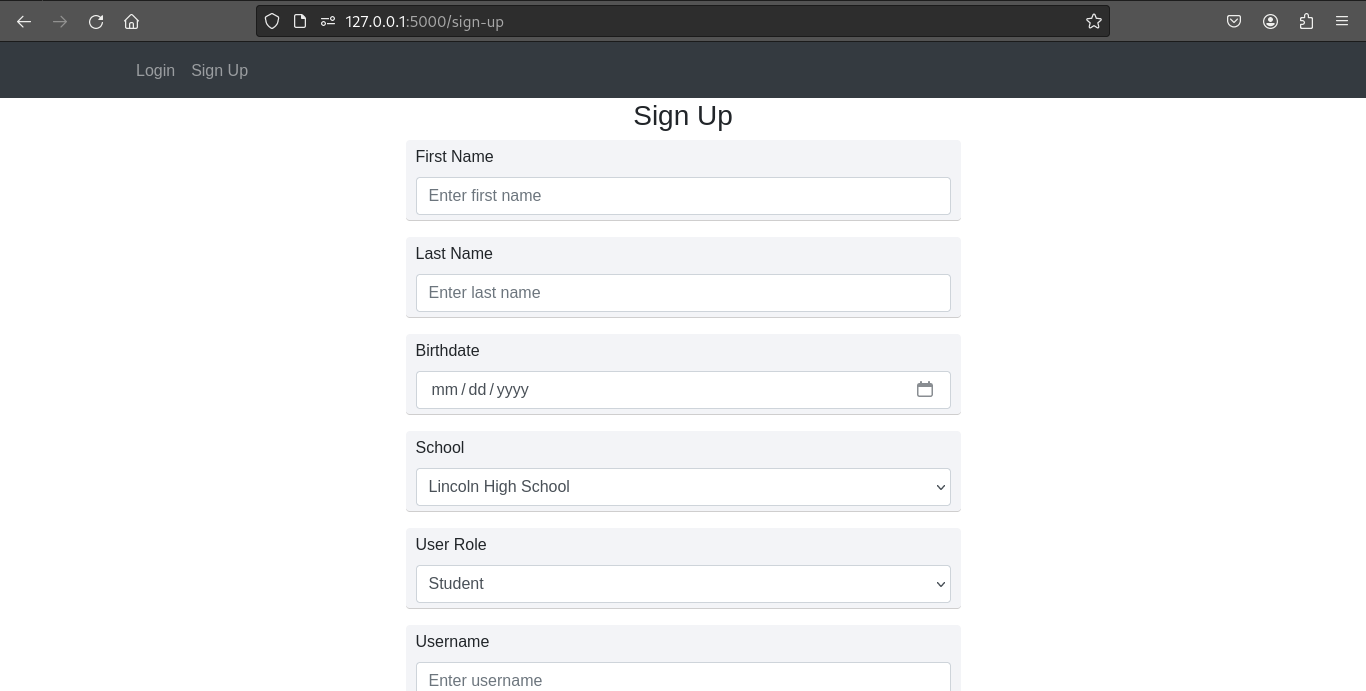 127.0.0.1:5000/sign-up
Login Sign Up
Sign Up
First Name
Enter first name
Last Name
Enter last name
Birthdate
mm/dd/yyyy
School
Lincoln High School
User Role
Student
Username
Enter username